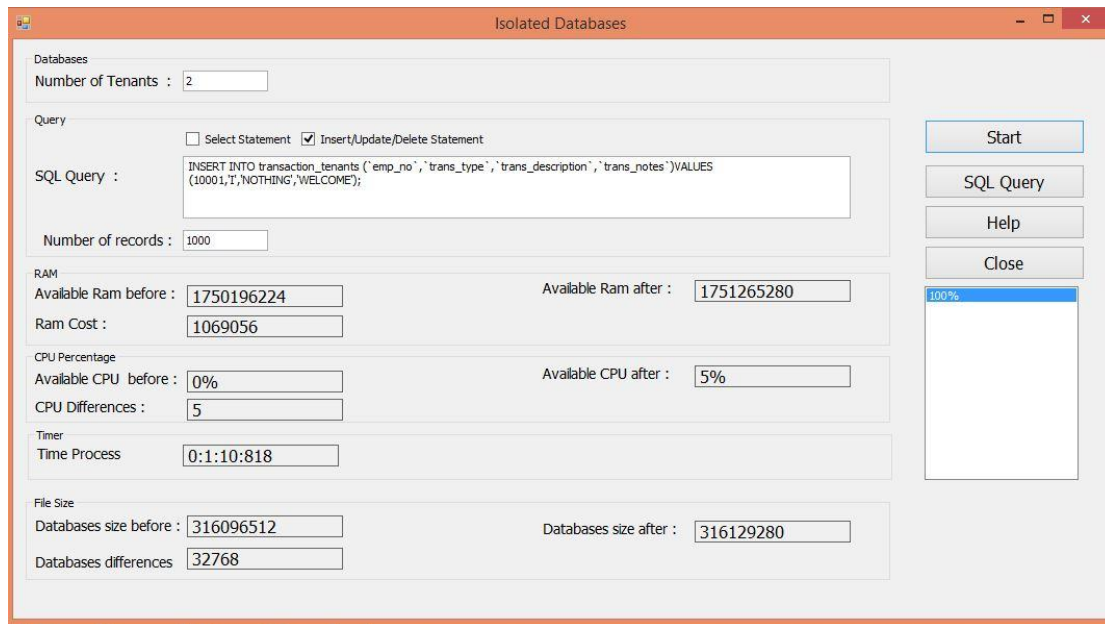 Isolated Databases
Databases
Number of Tenants : 2
Query
Select Statement Insert/Update/Delete Statement
SQL Query :
INSERT INTO transaction_tenants (`emp_no`,`trans_type`,`trans_description`,`trans_notes`)VALUES
(10001,'I','NOTHING','WELCOME');
Number of records : 1000
RAM
Available Ram before : 1750196224
Available Ram after : 1751265280
Ram Cost : 1069056
CPU Percentage
Available CPU before : 0%
Available CPU after : 5%
CPU Differences : 5
Timer
Time Process 0:1:10:818
File Size
Databases size before : 316096512
Databases size after : 316129280
Databases differences 32768
Start
SQL Query
Help
Close
100%